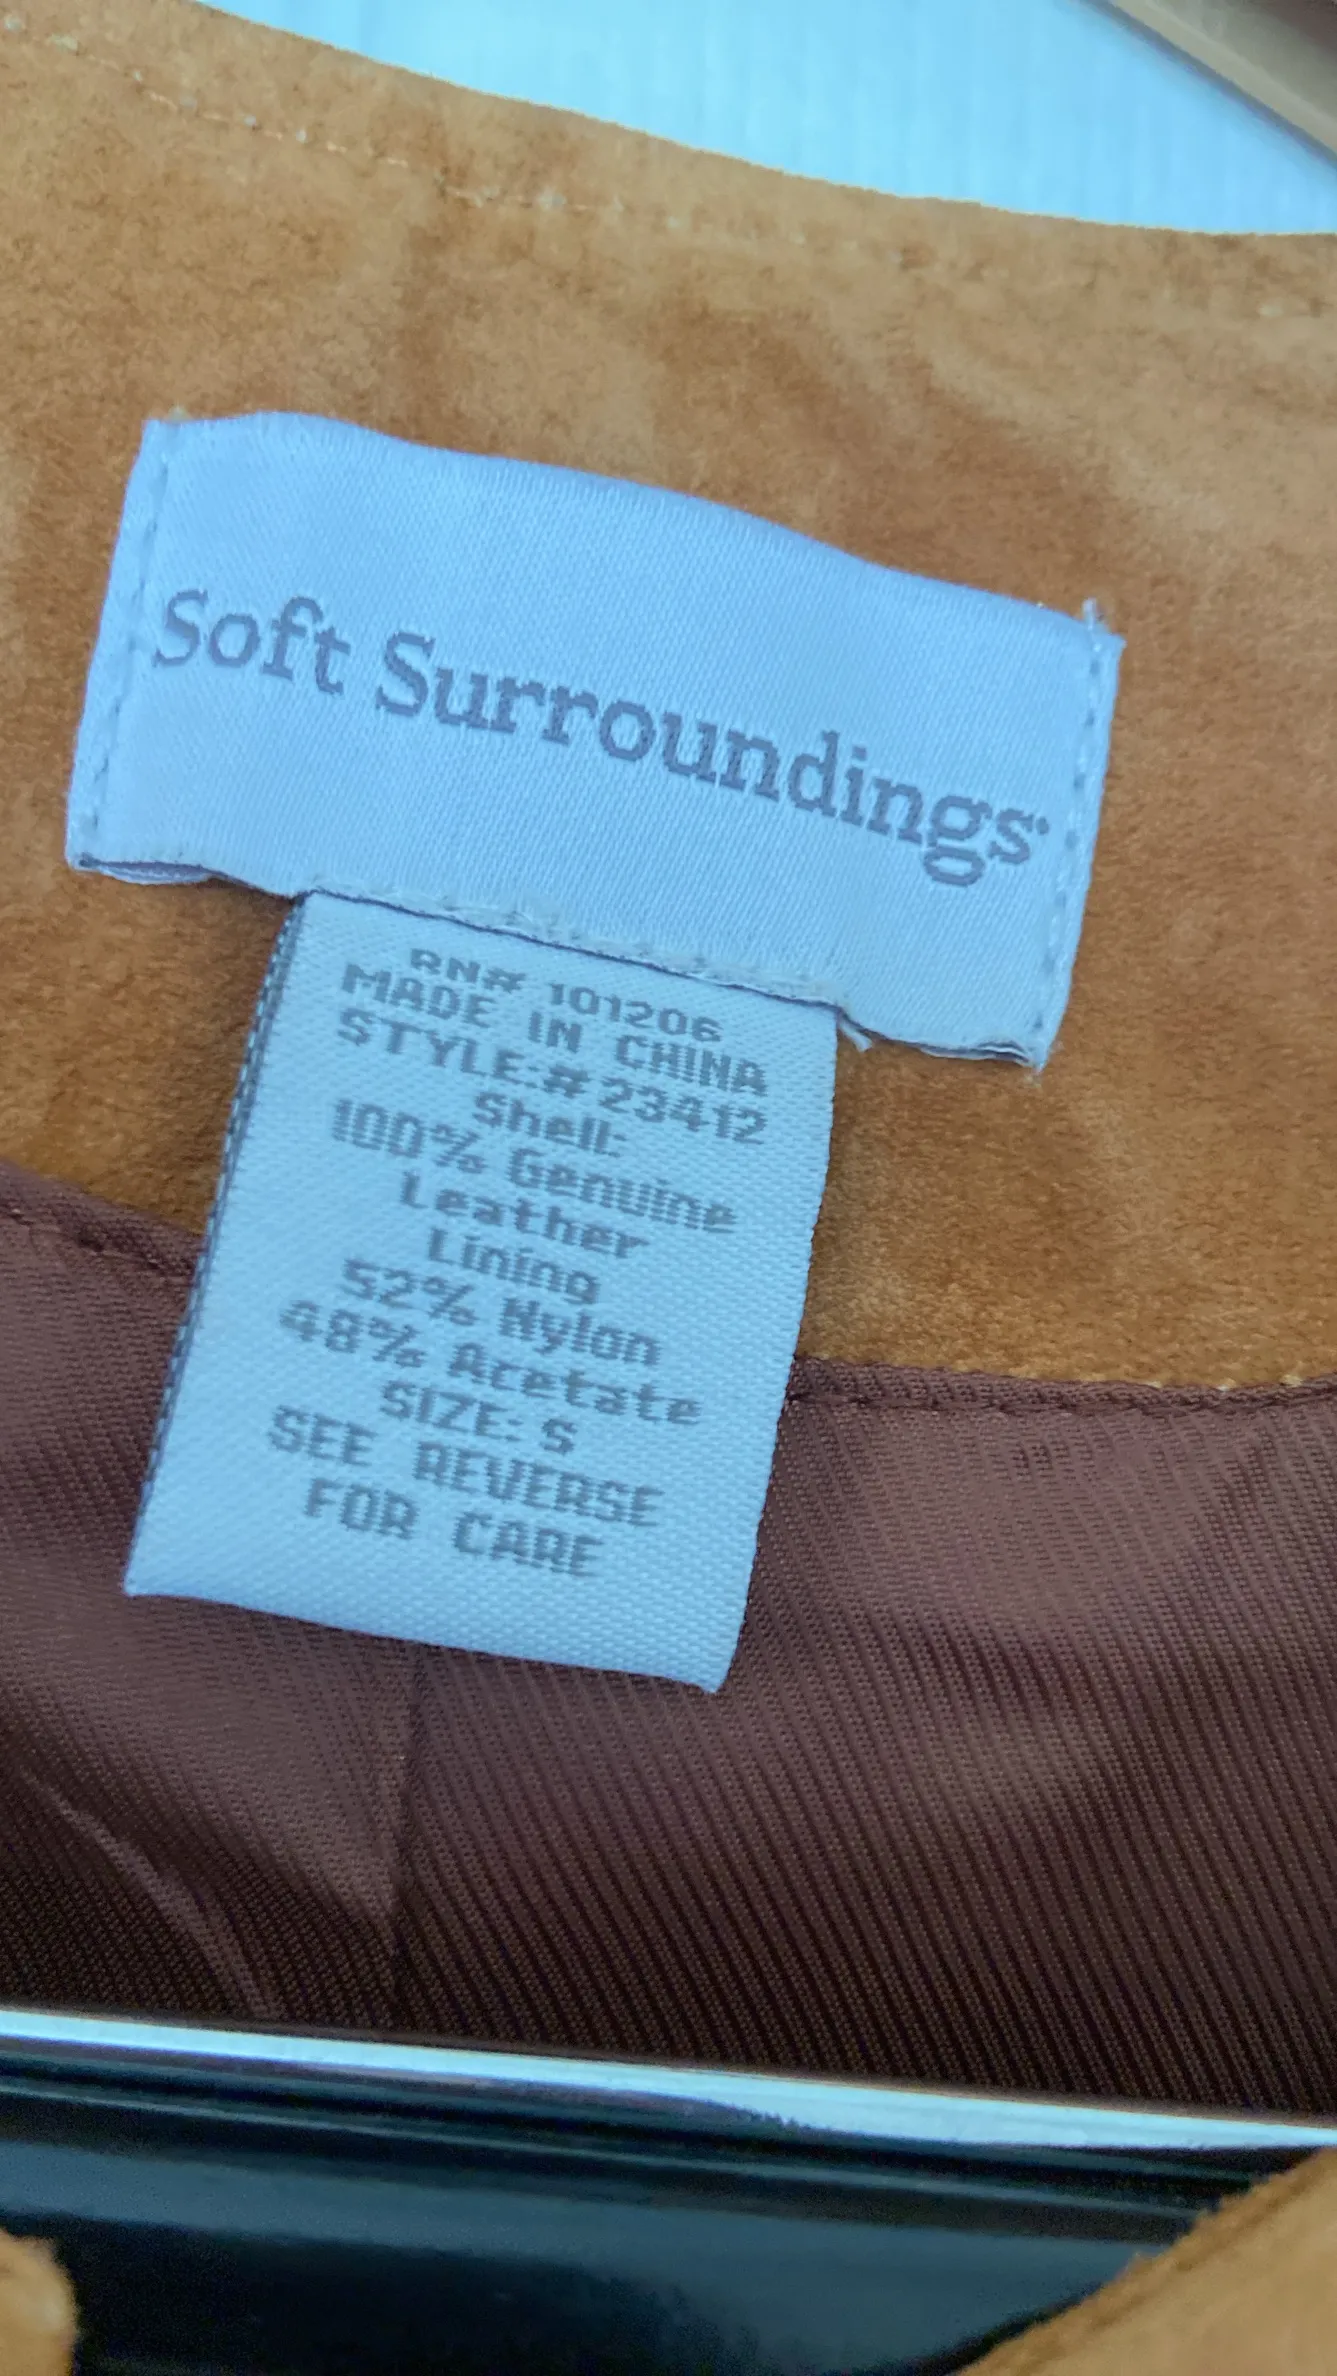 Soft Surroundings
RN# 101206
MADE IN CHINA
STYLE:# 23412
Shell:
100% Genuine
Leather
Lining
52% Nylon
48% Acetate
SIZE: S
SEE REVERSE
FOR CARE